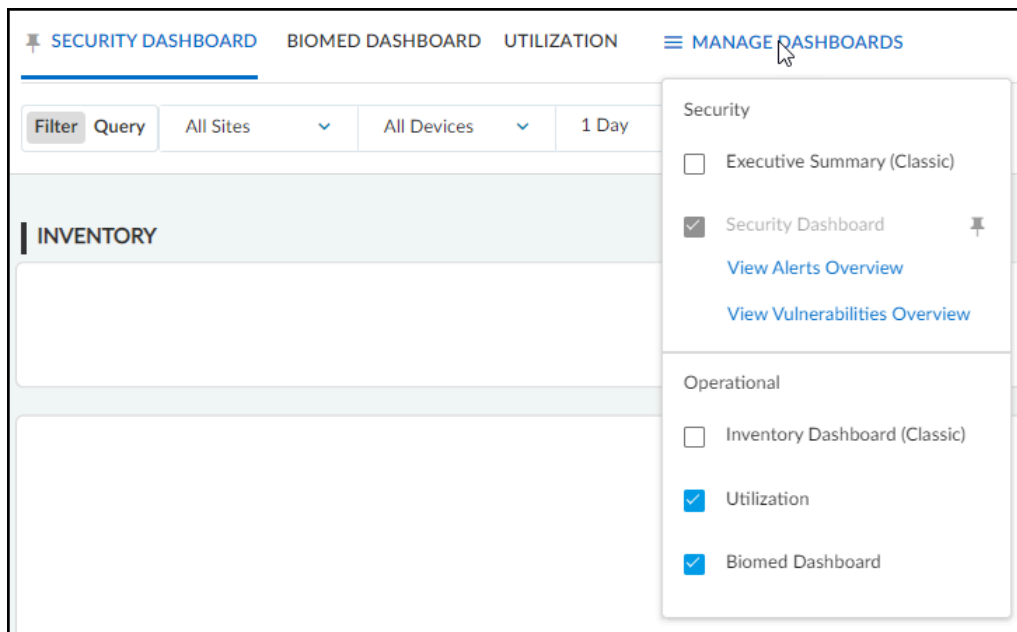 SECURITY DASHBOARD BIOMED DASHBOARD UTILIZATION MANAGE DASHBOARDS
Filter Query All Sites All Devices 1 Day
INVENTORY
Security
Executive Summary (Classic)
Security Dashboard
View Alerts Overview
View Vulnerabilities Overview
Operational
Inventory Dashboard (Classic)
Utilization
Biomed Dashboard